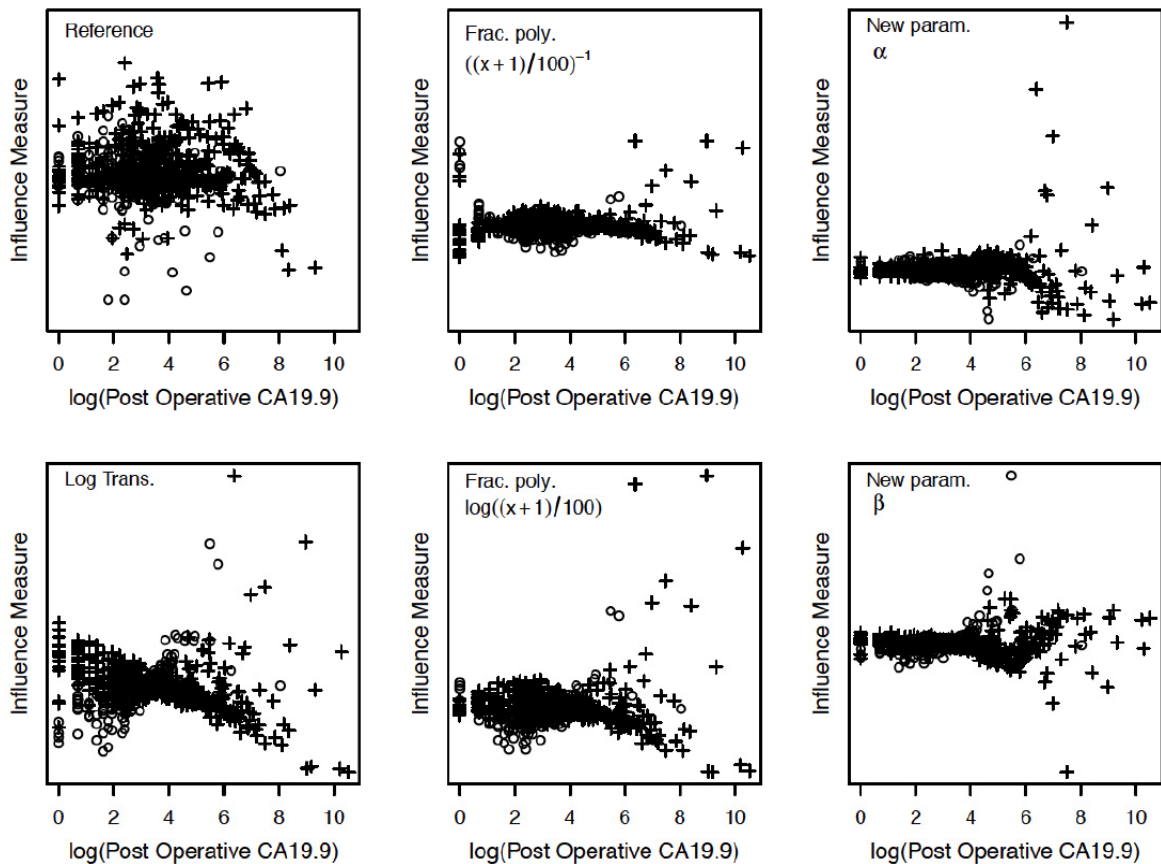 Reference
Influence Measure
0 2 4 6 8 10
log(Post Operative CA19.9)
Frac. poly.
((x + 1)/100)⁻¹
Influence Measure
0 2 4 6 8 10
log(Post Operative CA19.9)
New param.
α
Influence Measure
0 2 4 6 8 10
log(Post Operative CA19.9)
Log Trans.
Influence Measure
0 2 4 6 8 10
log(Post Operative CA19.9)
Frac. poly.
log((x + 1)/100)
Influence Measure
0 2 4 6 8 10
log(Post Operative CA19.9)
New param.
β
Influence Measure
0 2 4 6 8 10
log(Post Operative CA19.9)